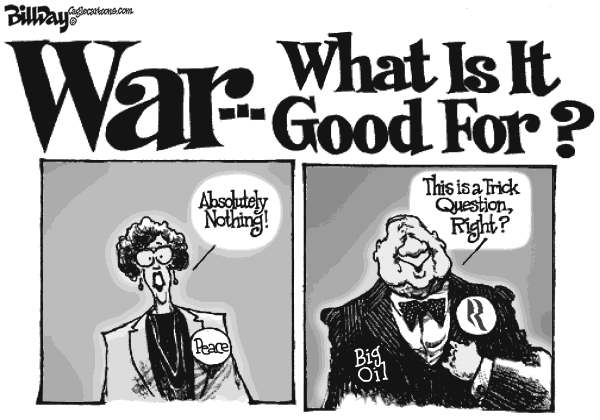 BillDay
©Caglecartoons.com
War---
What Is It
Good For?
Absolutely
Nothing!
Peace
This is a Trick
Question,
Right?
R
Big
Oil